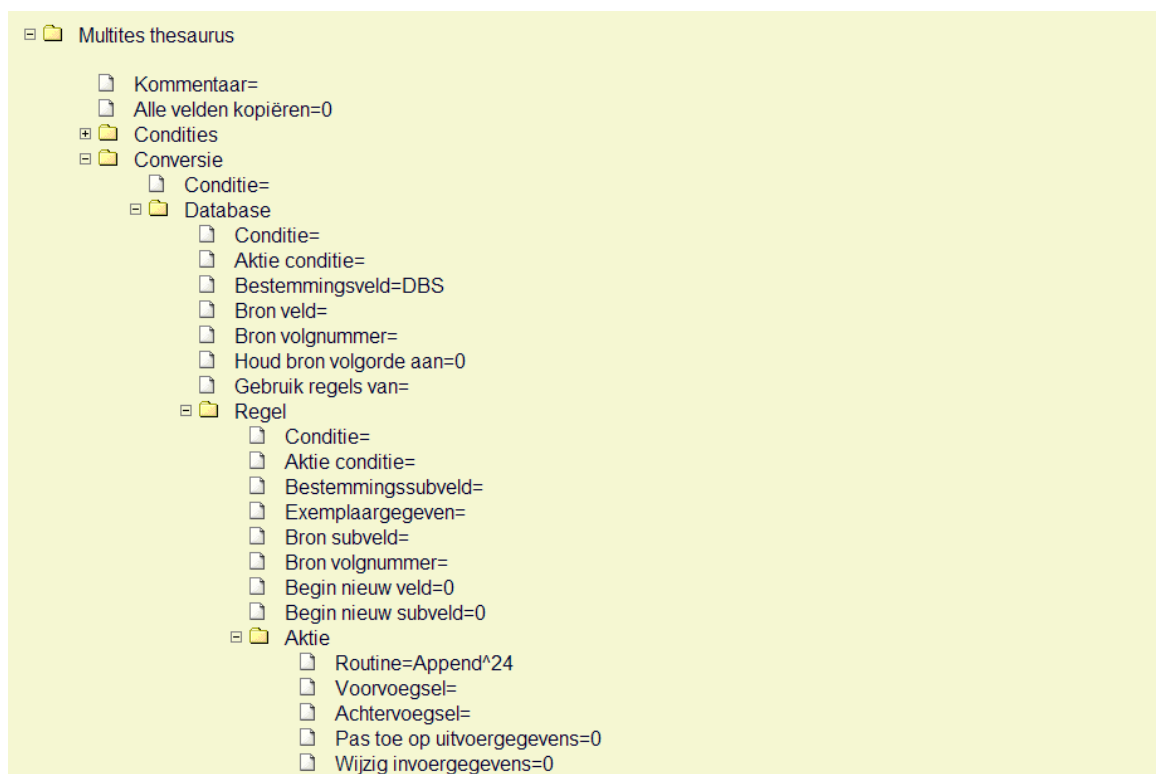 Multites thesaurus
Kommentaar=
Alle velden kopiëren=0
Condities
Conversie
Conditie=
Database
Conditie=
Aktie conditie=
Bestemmingsveld=DBS
Bron veld=
Bron volgnummer=
Houd bron volgorde aan=0
Gebruik regels van=
Regel
Conditie=
Aktie conditie=
Bestemmingssubveld=
Exemplaargegeven=
Bron subveld=
Bron volgnummer=
Begin nieuw veld=0
Begin nieuw subveld=0
Aktie
Routine=Append^24
Voorvoegsel=
Achtervoegsel=
Pas toe op uitvoergegevens=0
Wijzig invoergegevens=0